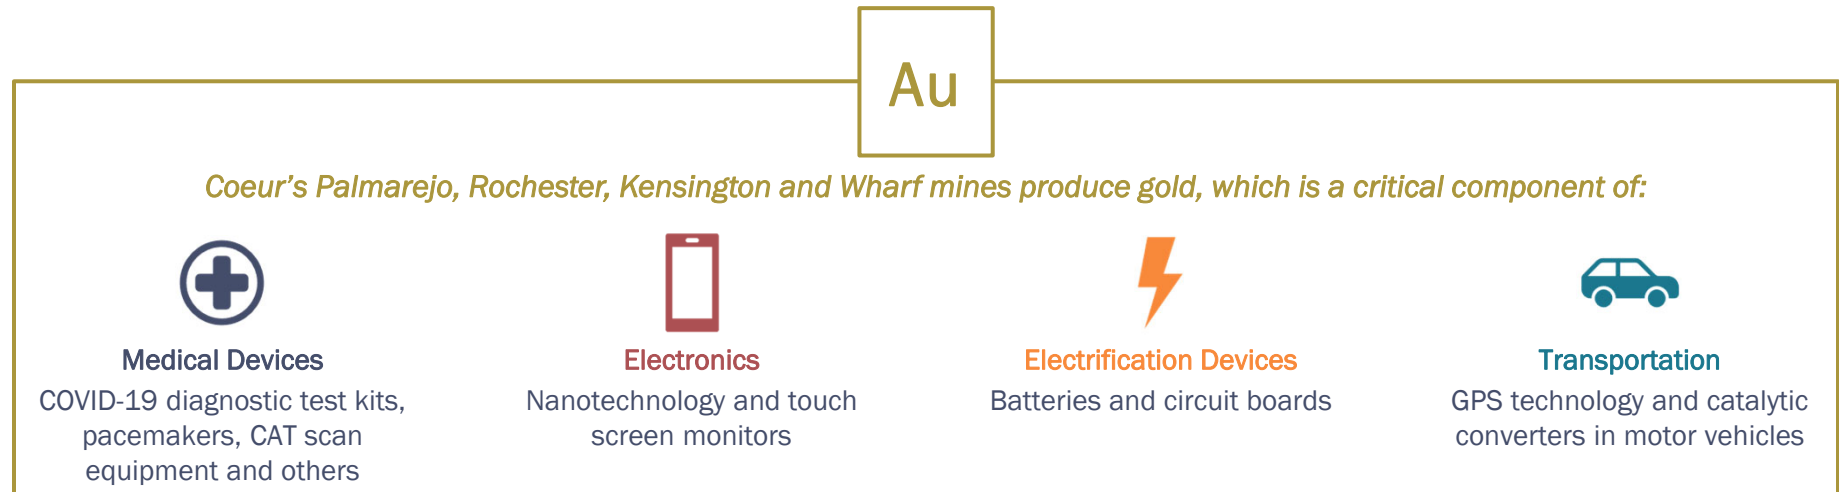 Au
Coeur's Palmarejo, Rochester, Kensington and Wharf mines produce gold, which is a critical component of:
Medical Devices
COVID-19 diagnostic test kits,
pacemakers, CAT scan
equipment and others
Electronics
Nanotechnology and touch
screen monitors
Electrification Devices
Batteries and circuit boards
Transportation
GPS technology and catalytic
converters in motor vehicles